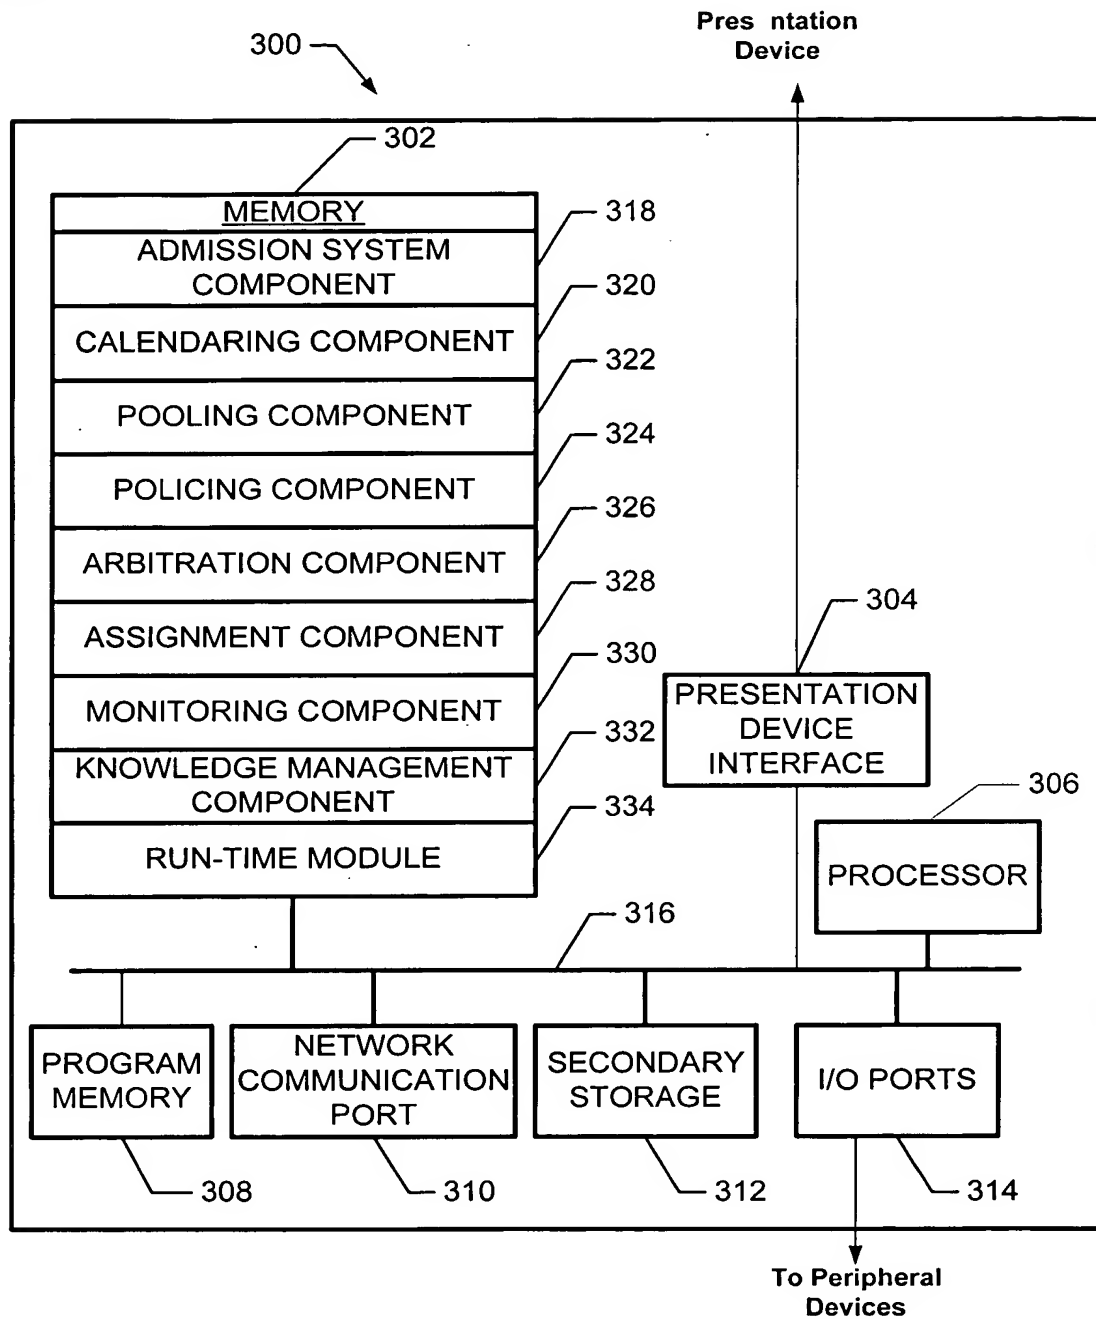 Pres ntation
Device
300
302
MEMORY
318
ADMISSION SYSTEM
COMPONENT
320
CALENDARING COMPONENT
322
POOLING COMPONENT
324
POLICING COMPONENT
326
ARBITRATION COMPONENT
328
ASSIGNMENT COMPONENT
330
MONITORING COMPONENT
332
KNOWLEDGE MANAGEMENT
COMPONENT
334
RUN-TIME MODULE
304
PRESENTATION
DEVICE
INTERFACE
306
PROCESSOR
316
PROGRAM
MEMORY
NETWORK
COMMUNICATION
PORT
SECONDARY
STORAGE
I/O PORTS
308
310
312
314
To Peripheral
Devices